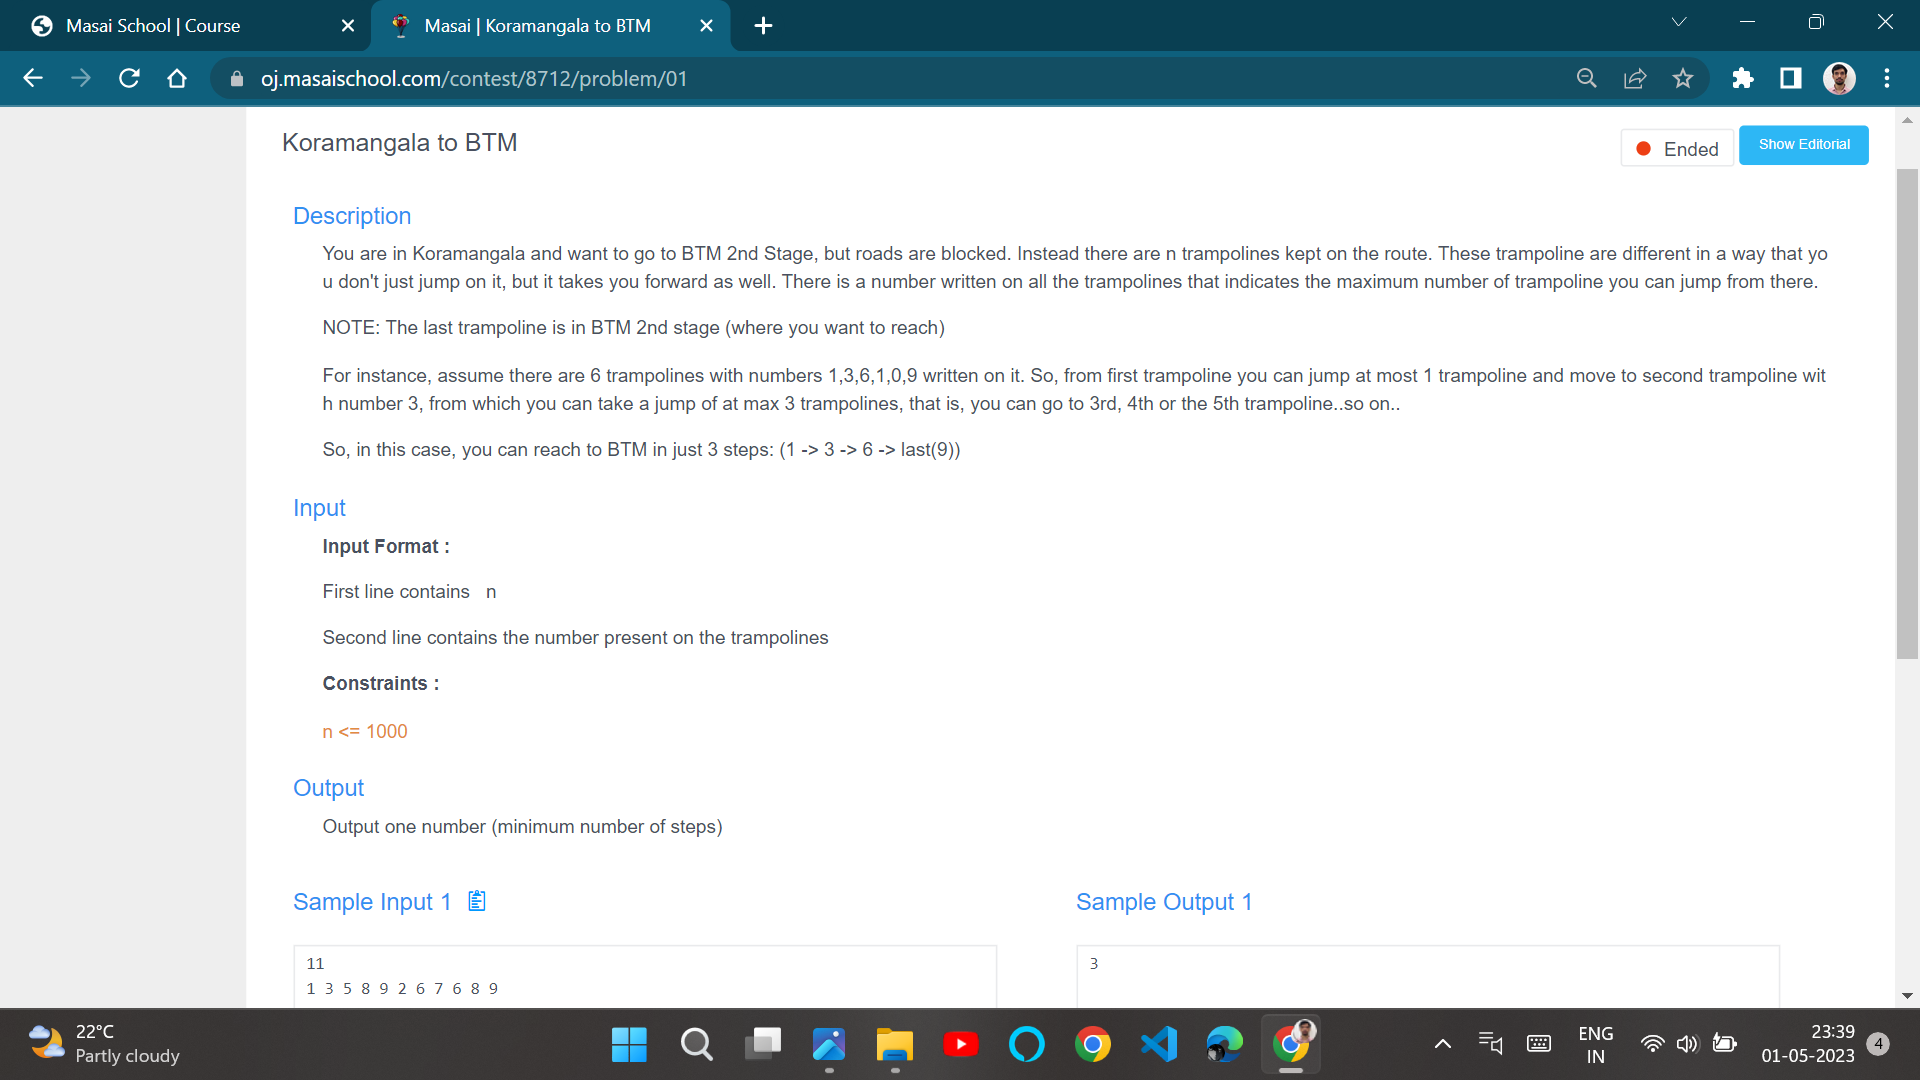 Masai School | Course
Masai | Koramangala to BTM
oj.masaischool.com/contest/8712/problem/01
Koramangala to BTM
Ended
Show Editorial
Description
You are in Koramangala and want to go to BTM 2nd Stage, but roads are blocked. Instead there are n trampolines kept on the route. These trampoline are different in a way that yo
u don't just jump on it, but it takes you forward as well. There is a number written on all the trampolines that indicates the maximum number of trampoline you can jump from there.
NOTE: The last trampoline is in BTM 2nd stage (where you want to reach)
For instance, assume there are 6 trampolines with numbers 1,3,6,1,0,9 written on it. So, from first trampoline you can jump at most 1 trampoline and move to second trampoline wit
h number 3, from which you can take a jump of at max 3 trampolines, that is, you can go to 3rd, 4th or the 5th trampoline..so on..
So, in this case, you can reach to BTM in just 3 steps: (1 -> 3 -> 6 -> last(9))
Input
Input Format :
First line contains n
Second line contains the number present on the trampolines
Constraints :
n <= 1000
Output
Output one number (minimum number of steps)
Sample Input 1
11
1 3 5 8 9 2 6 7 6 8 9
Sample Output 1
3
22°C
Partly cloudy
ENG
IN
23:39
01-05-2023
4